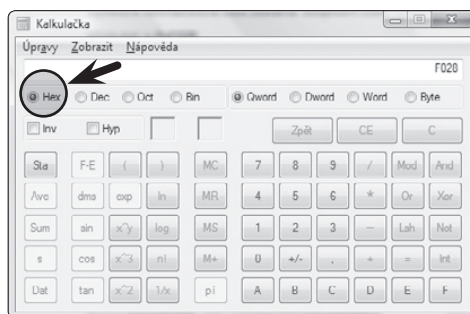 Kalkulačka
Úpravy Zobrazit Nápověda
F020
Hex Dec Oct Bin Qword Dword Word Byte
Inv Hyp Zpět CE C
Sta F-E ( ) MC 7 8 9 / Mod And
Ave dms exp ln MR 4 5 6 * Or Xor
Sum sin x^y log MS 1 2 3 - Lsh Not
s cos x^3 n! M+ 0 +/- , + = Int
Dat tan x^2 1/x pi A B C D E F